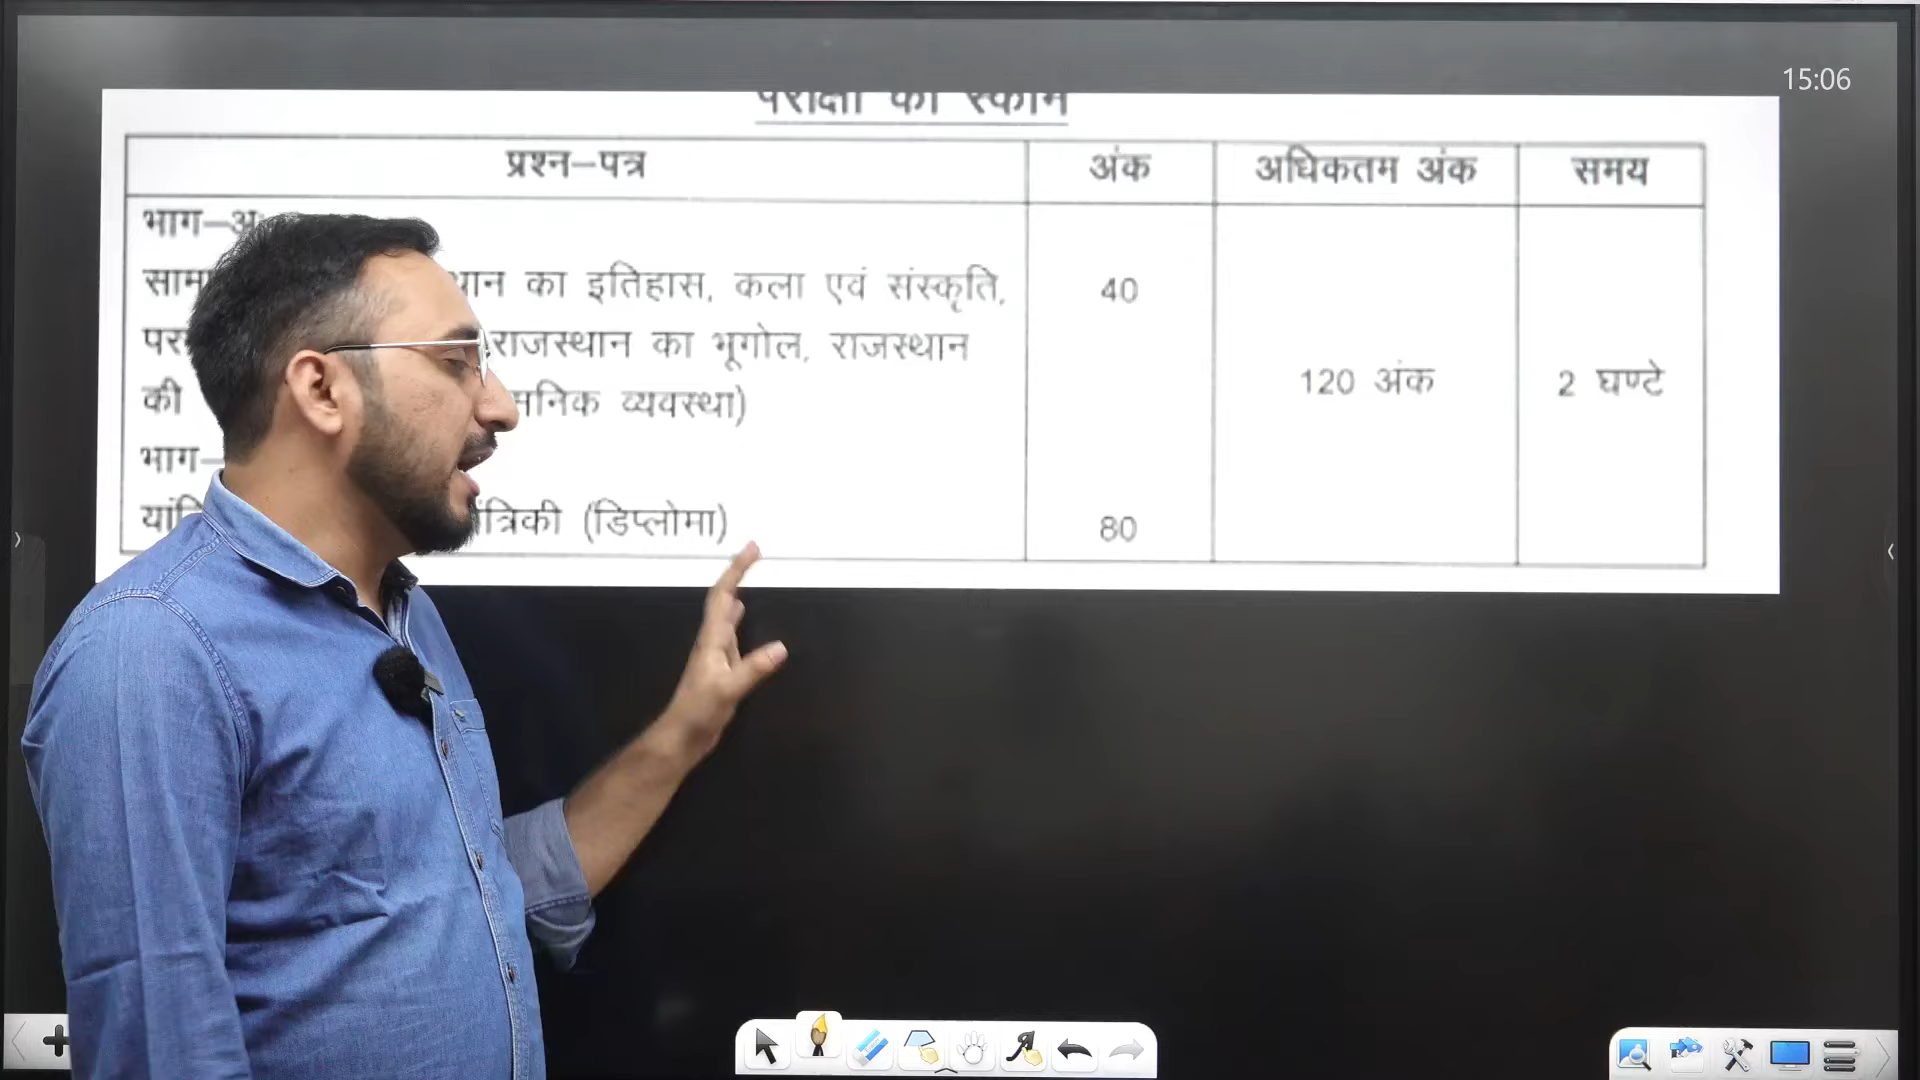 15:06
परीक्षा की स्कीम
प्रश्न–पत्र अंक अधिकतम अंक समय
भाग–अ
का इतिहास, कला एवं संस्कृति, 40
राजस्थान का भूगोल, राजस्थान
की व्यवस्था) 120 अंक 2 घण्टे
भाग–
(डिप्लोमा) 80